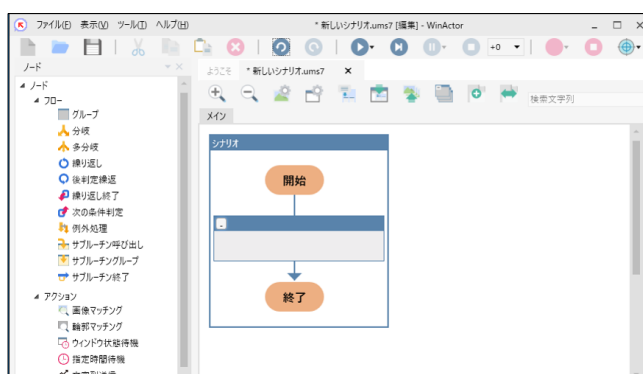 ファイル(F) 表示(V) ツール(T) ヘルプ(H) * 新しいシナリオ.ums7 [編集] - WinActor
+0
ノード
ようこそ * 新しいシナリオ.ums7
検索文字列
メイン
ノード
フロー
グループ
分岐
多分岐
繰り返し
後判定繰返
繰り返し終了
次の条件判定
例外処理
サブルーチン呼び出し
サブルーチングループ
サブルーチン終了
アクション
画像マッチング
輪郭マッチング
ウィンドウ状態待機
指定時間待機
シナリオ
開始
終了